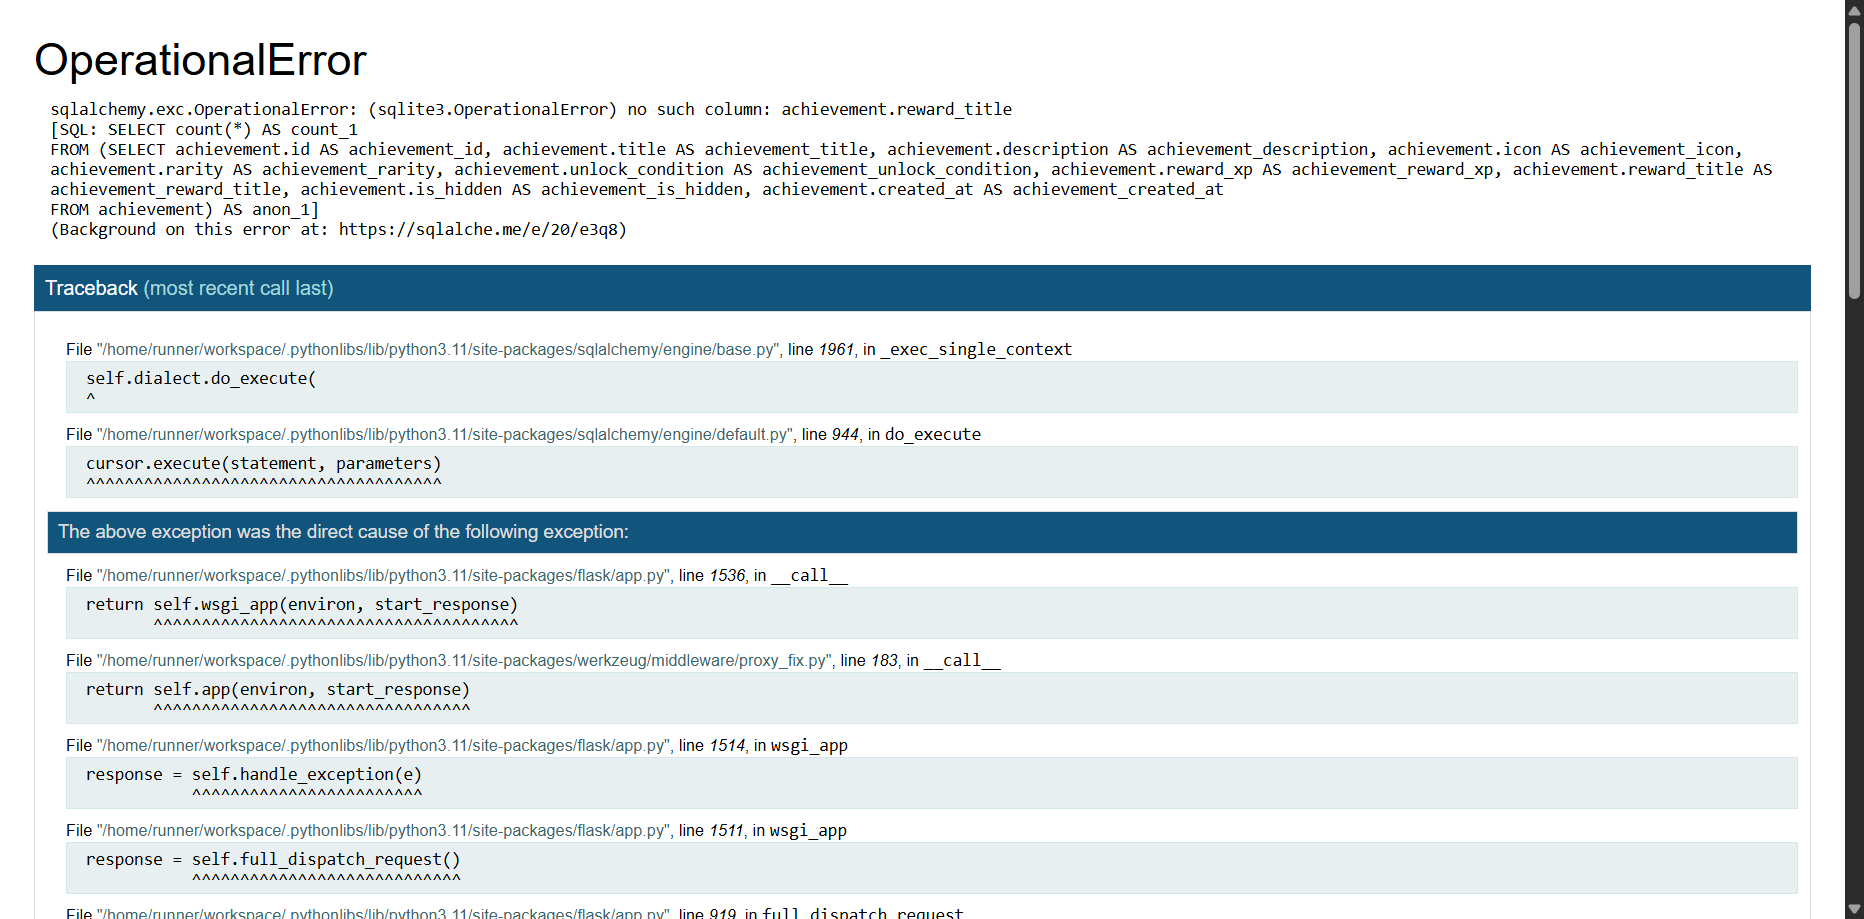 OperationalError
sqlalchemy.exc.OperationalError: (sqlite3.OperationalError) no such column: achievement.reward_title
[SQL: SELECT count(*) AS count_1
FROM (SELECT achievement.id AS achievement_id, achievement.title AS achievement_title, achievement.description AS achievement_description, achievement.icon AS achievement_icon,
achievement.rarity AS achievement_rarity, achievement.unlock_condition AS achievement_unlock_condition, achievement.reward_xp AS achievement_reward_xp, achievement.reward_title AS
achievement_reward_title, achievement.is_hidden AS achievement_is_hidden, achievement.created_at AS achievement_created_at
FROM achievement) AS anon_1]
(Background on this error at: https://sqlalche.me/e/20/e3q8)
Traceback (most recent call last)
File "/home/runner/workspace/.pythonlibs/lib/python3.11/site-packages/sqlalchemy/engine/base.py", line 1961, in _exec_single_context
self.dialect.do_execute(
^
File "/home/runner/workspace/.pythonlibs/lib/python3.11/site-packages/sqlalchemy/engine/default.py", line 944, in do_execute
cursor.execute(statement, parameters)
^^^^^^^^^^^^^^^^^^^^^^^^^^^^^^^^^^^^^
The above exception was the direct cause of the following exception:
File "/home/runner/workspace/.pythonlibs/lib/python3.11/site-packages/flask/app.py", line 1536, in __call__
return self.wsgi_app(environ, start_response)
^^^^^^^^^^^^^^^^^^^^^^^^^^^^^^^^^^^^^^
File "/home/runner/workspace/.pythonlibs/lib/python3.11/site-packages/werkzeug/middleware/proxy_fix.py", line 183, in __call__
return self.app(environ, start_response)
^^^^^^^^^^^^^^^^^^^^^^^^^^^^^^^^^
File "/home/runner/workspace/.pythonlibs/lib/python3.11/site-packages/flask/app.py", line 1514, in wsgi_app
response = self.handle_exception(e)
^^^^^^^^^^^^^^^^^^^^^^^^
File "/home/runner/workspace/.pythonlibs/lib/python3.11/site-packages/flask/app.py", line 1511, in wsgi_app
response = self.full_dispatch_request()
^^^^^^^^^^^^^^^^^^^^^^^^^^^^
File "/home/runner/workspace/.pythonlibs/lib/python3.11/site-packages/flask/app.py", line 919, in full_dispatch_request